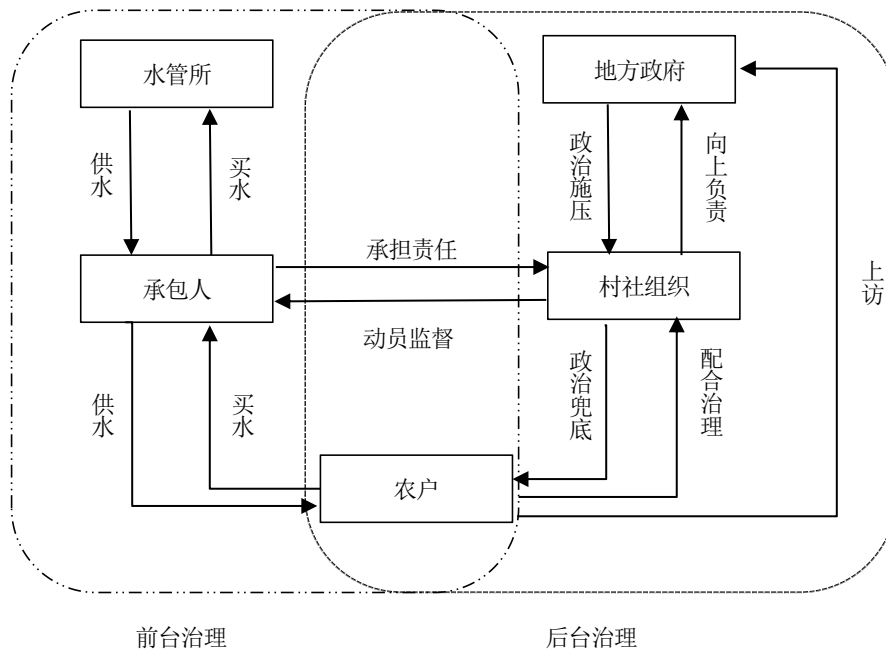 水管所
地方政府
供水
买水
政治施压
向上负责
承担责任
承包人
村社组织
上访
动员监督
供水
买水
政治兜底
配合治理
农户
前台治理
后台治理